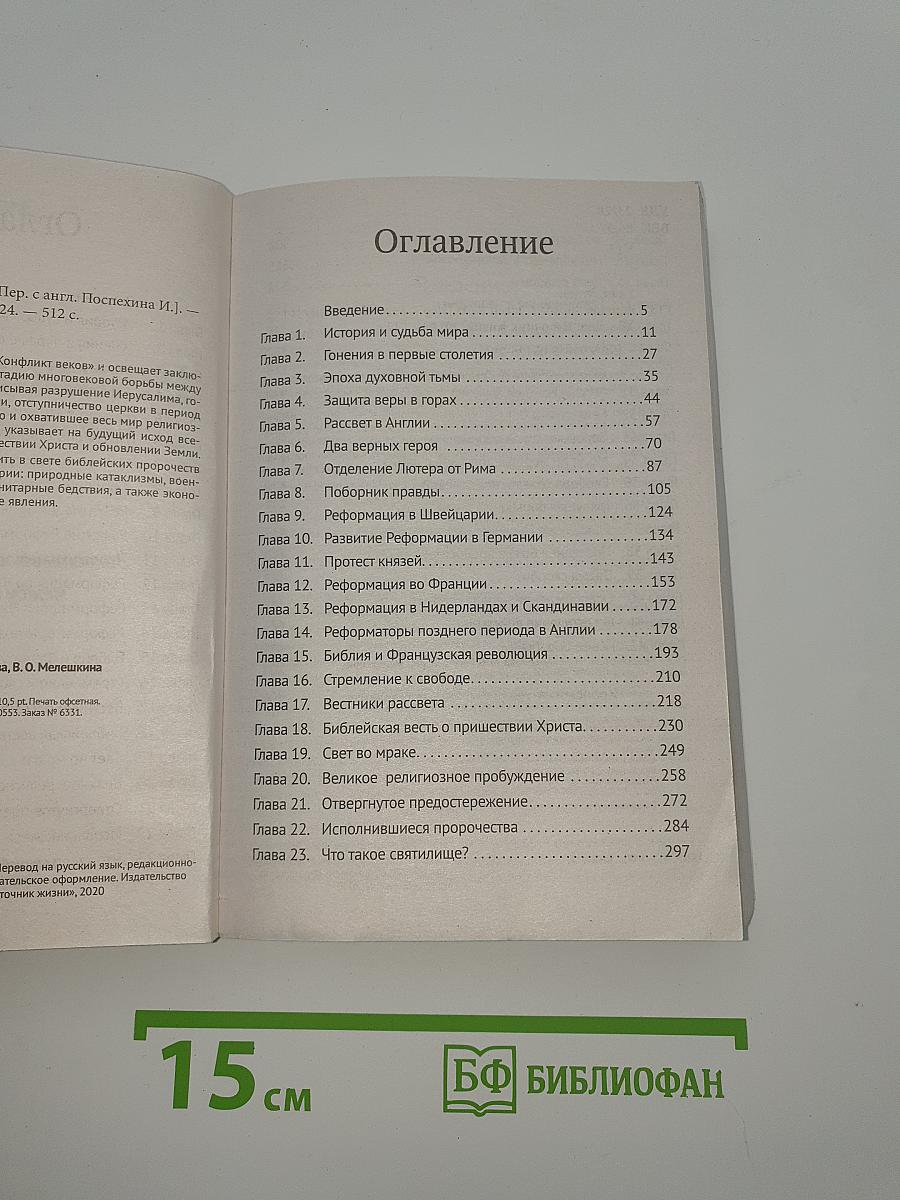 Пер. с англ. Поспехина И.]. —
24. — 512 с.
Конфликт веков» и освещает заклю-
тадию многовековой борьбы между
исывая разрушение Иерусалима, го-
и, отступничество церкви в период
о и охватившее весь мир религиоз-
указывает на будущий исход все-
ествии Христа и обновлении Земли.
ить в свете библейских пророчеств
рии: природные катаклизмы, воен-
нитарные бедствия, а также эконо-
е явления.
ва, В. О. Мелешкина
10,5 pt. Печать офсетная.
0553. Заказ № 6331.
Перевод на русский язык, редакционно-
ательское оформление. Издательство
точник жизни», 2020
Оглавление
Введение 5
Глава 1. История и судьба мира 11
Глава 2. Гонения в первые столетия 27
Глава 3. Эпоха духовной тьмы 35
Глава 4. Защита веры в горах 44
Глава 5. Рассвет в Англии 57
Глава 6. Два верных героя 70
Глава 7. Отделение Лютера от Рима 87
Глава 8. Поборник правды 105
Глава 9. Реформация в Швейцарии 124
Глава 10. Развитие Реформации в Германии 134
Глава 11. Протест князей 143
Глава 12. Реформация во Франции 153
Глава 13. Реформация в Нидерландах и Скандинавии 172
Глава 14. Реформаторы позднего периода в Англии 178
Глава 15. Библия и Французская революция 193
Глава 16. Стремление к свободе 210
Глава 17. Вестники рассвета 218
Глава 18. Библейская весть о пришествии Христа 230
Глава 19. Свет во мраке 249
Глава 20. Великое религиозное пробуждение 258
Глава 21. Отвергнутое предостережение 272
Глава 22. Исполнившиеся пророчества 284
Глава 23. Что такое святилище? 297
15 см
БФ БИБЛИОФАН